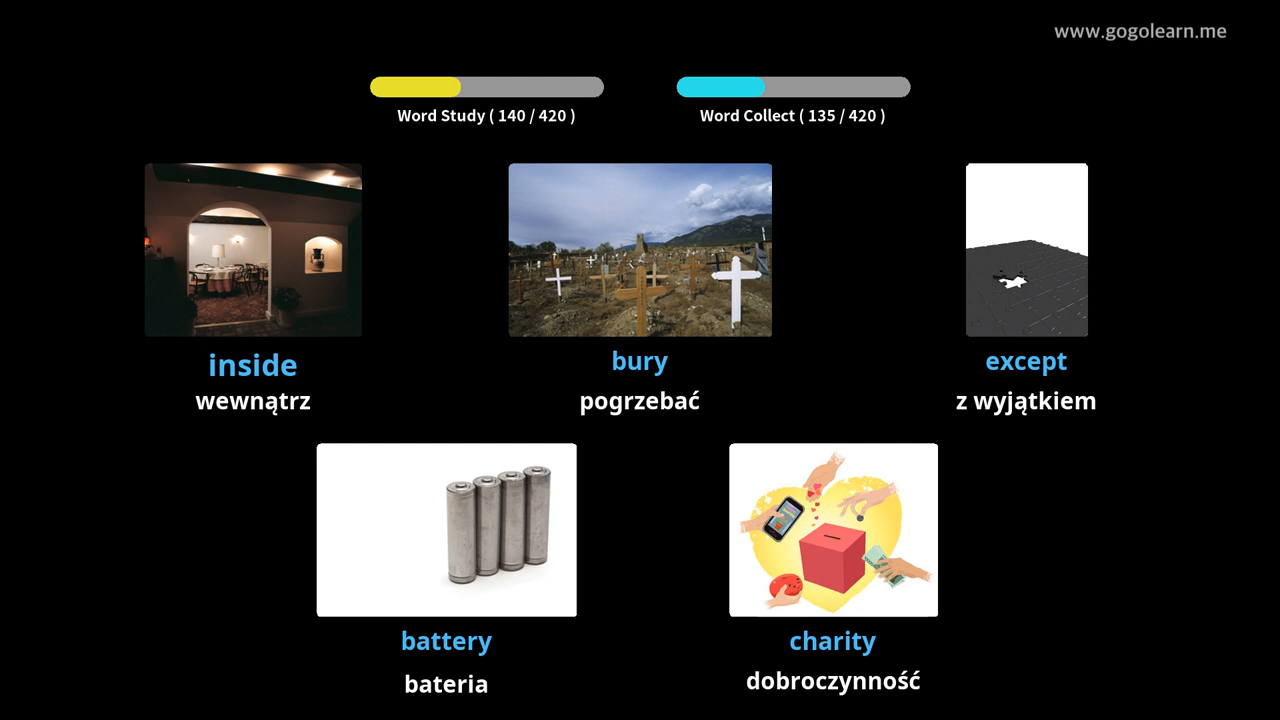 www.gogolearn.me
Word Study ( 140 / 420 )
Word Collect ( 135 / 420 )
inside
wewnątrz
bury
pogrzebać
except
z wyjątkiem
battery
bateria
charity
dobroczynność